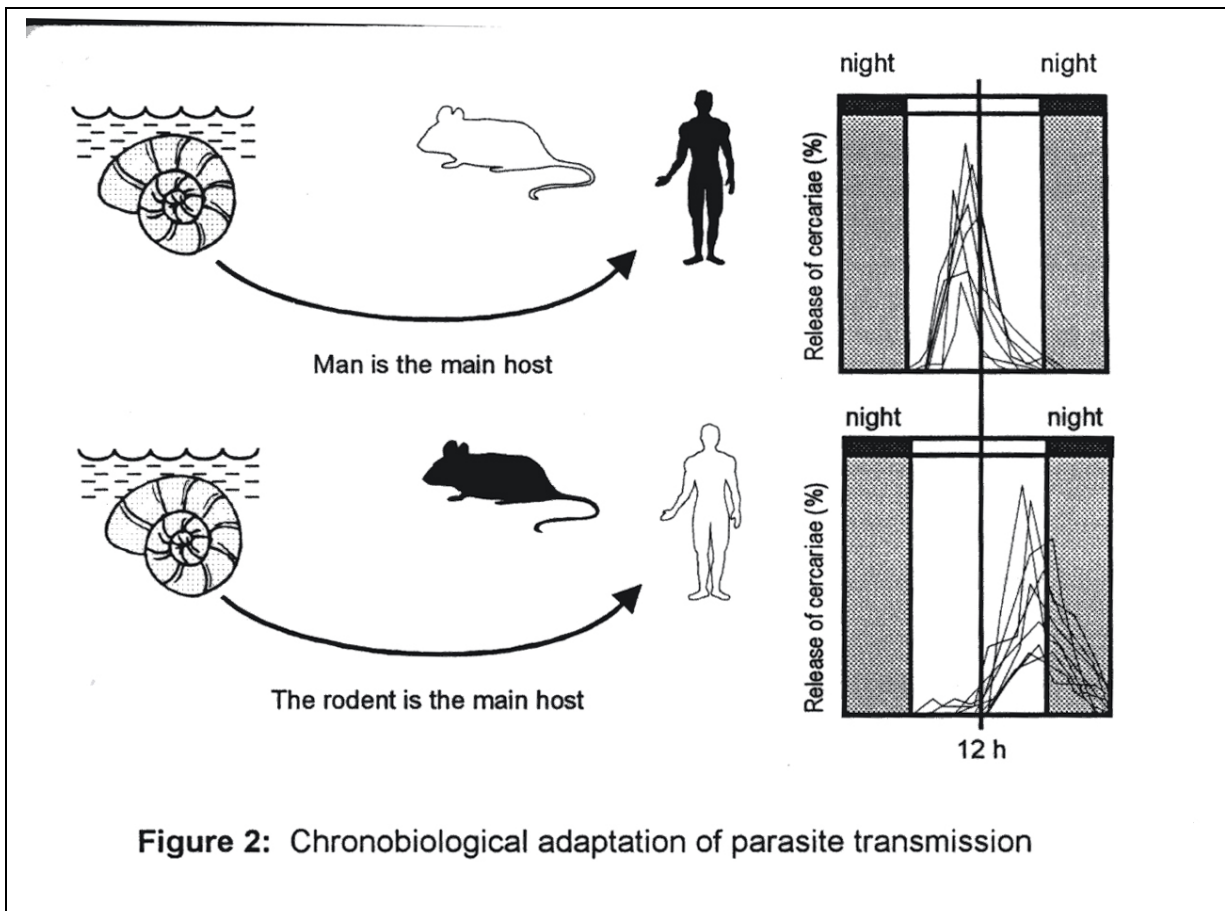 night night
Release of cercariae (%)
Man is the main host
night night
Release of cercariae (%)
The rodent is the main host
12 h
Figure 2: Chronobiological adaptation of parasite transmission